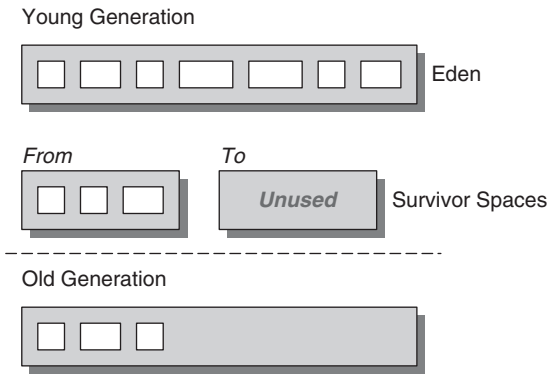 Young Generation
Eden
From To
Unused Survivor Spaces
Old Generation